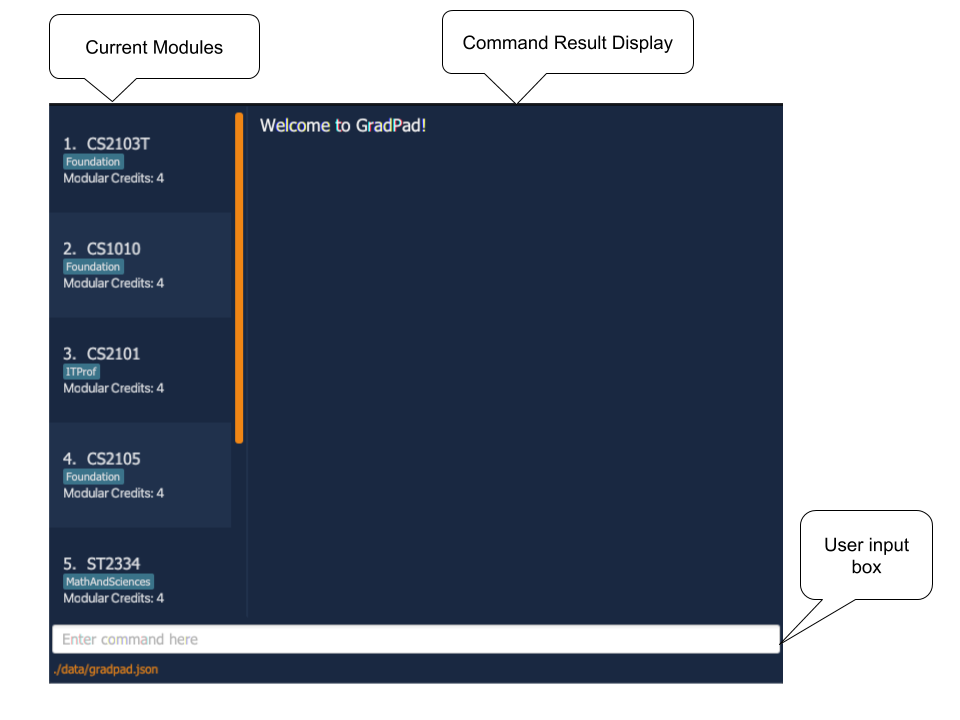 Current Modules
Command Result Display
1. CS2103T
Foundation
Modular Credits: 4
2. CS1010
Foundation
Modular Credits: 4
3. CS2101
ITProf
Modular Credits: 4
4. CS2105
Foundation
Modular Credits: 4
5. ST2334
MathAndSciences
Modular Credits: 4
Welcome to GradPad!
User input
box
Enter command here
./data/gradpad.json